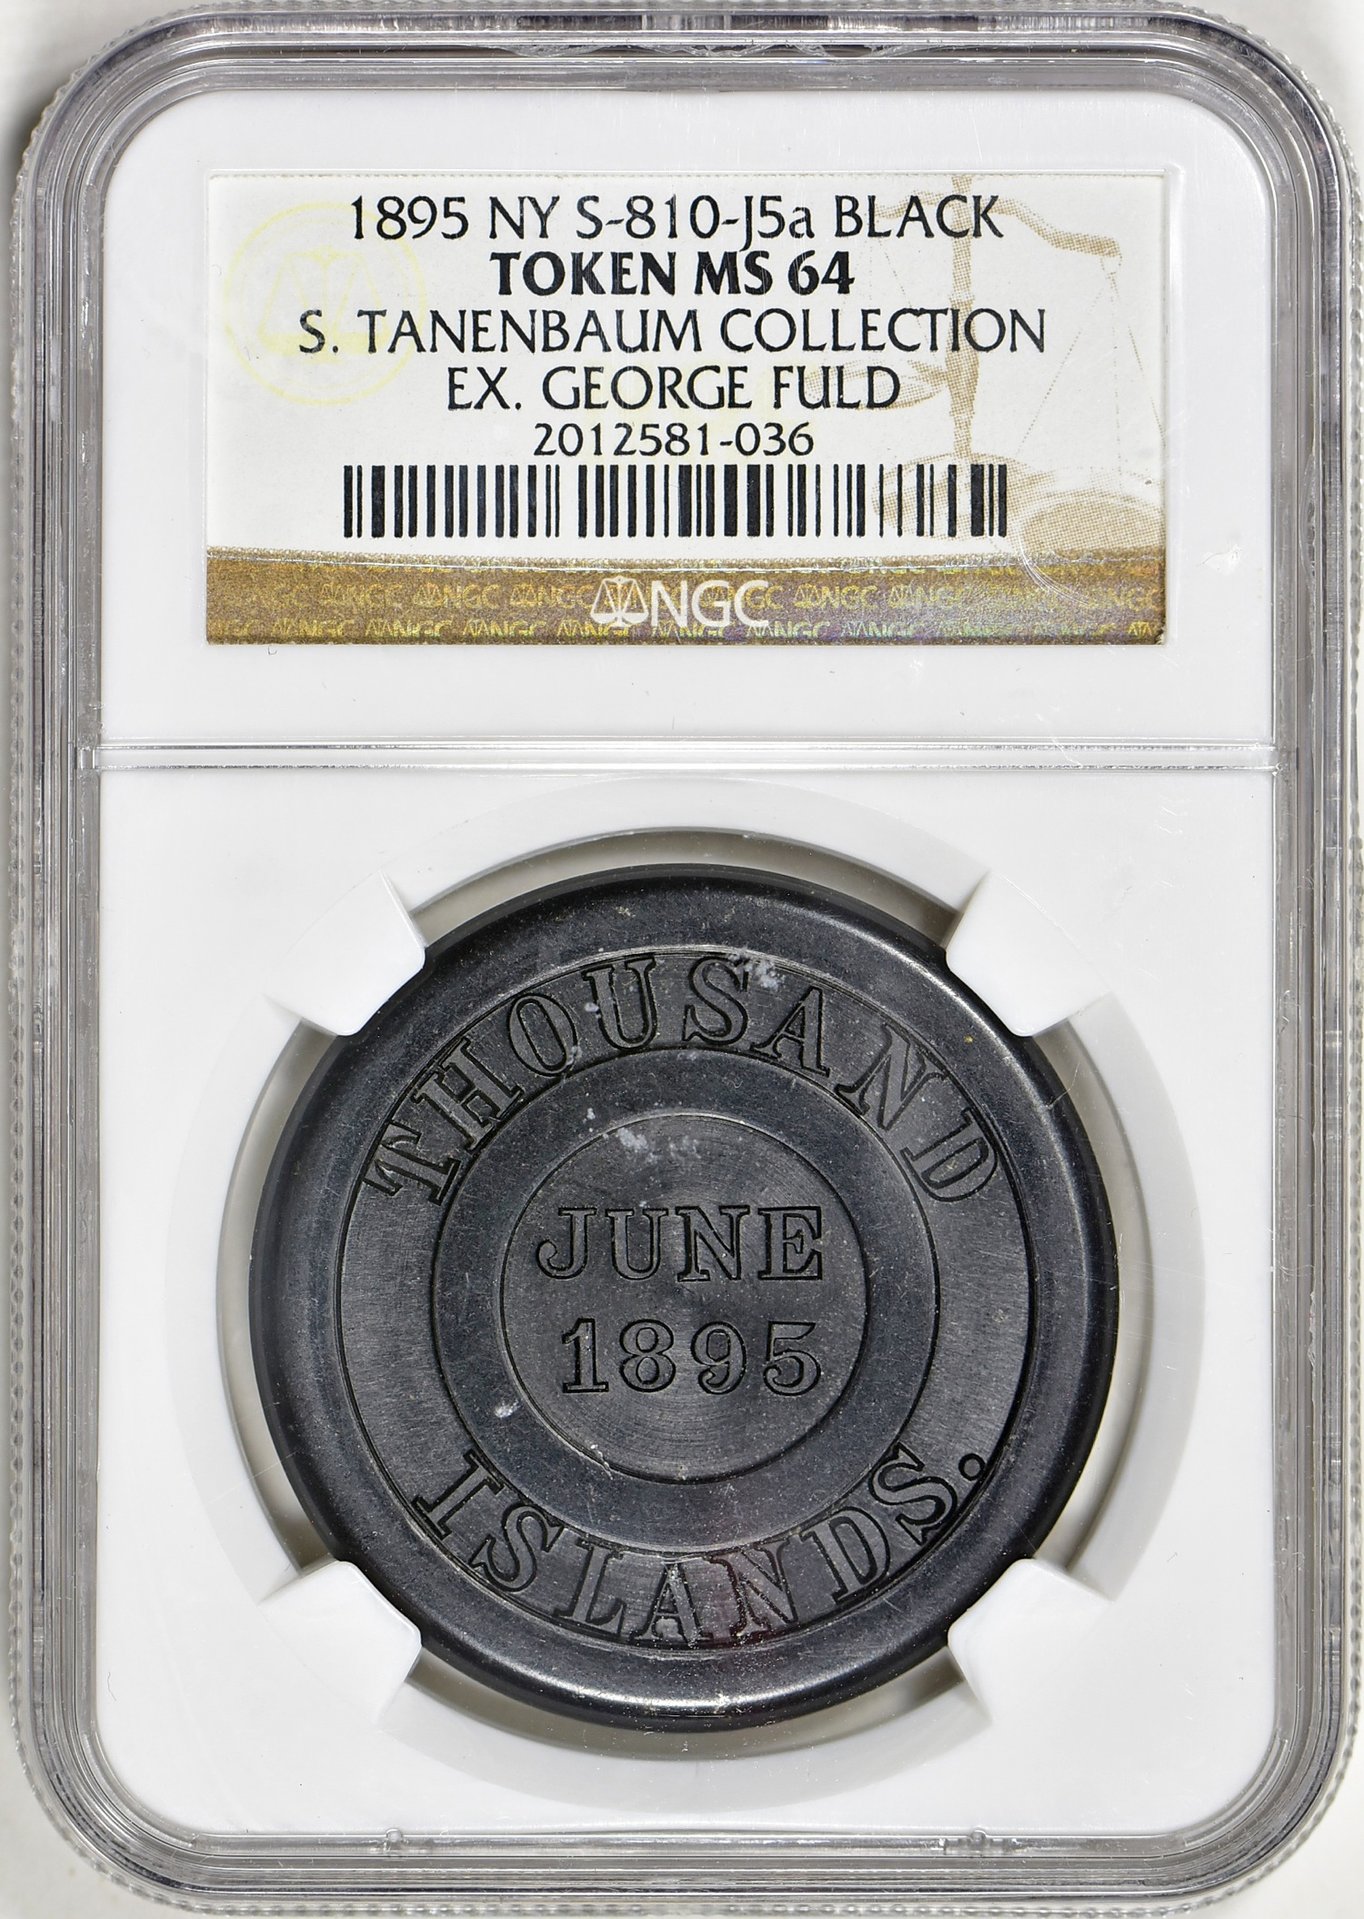 1895 NY S-810-J5a BLACK
TOKEN MS 64
S. TANENBAUM COLLECTION
EX. GEORGE FULD
2012581-036
NGC
THOUSAND
JUNE
1895
ISLANDS.